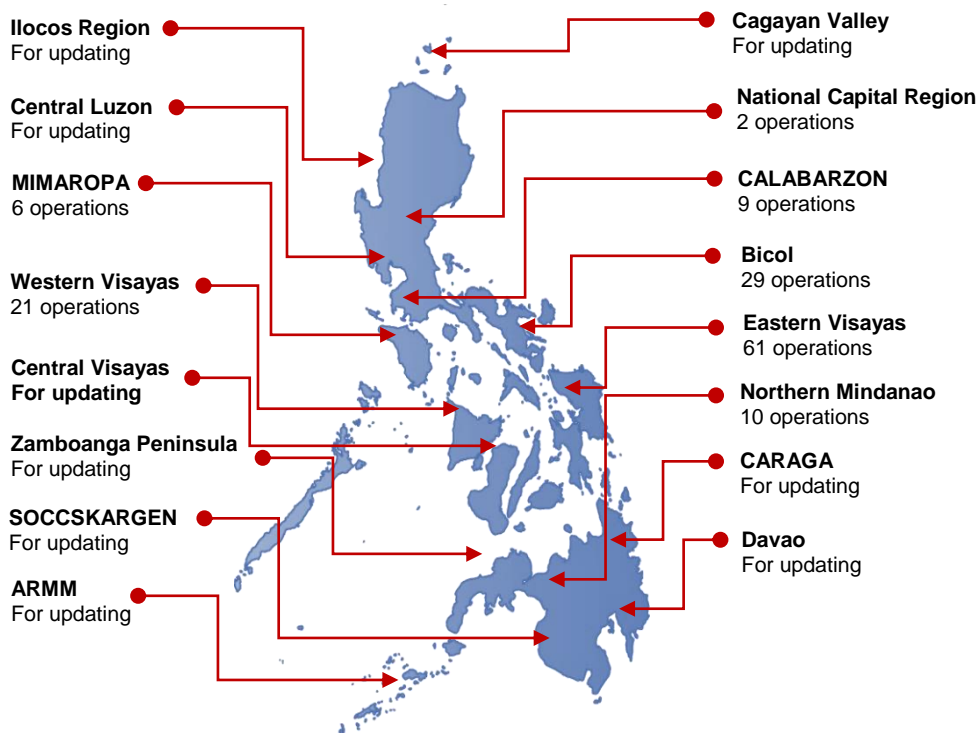 Ilocos Region
For updating
Central Luzon
For updating
MIMAROPA
6 operations
Western Visayas
21 operations
Central Visayas
For updating
Zamboanga Peninsula
For updating
SOCCSKARGEN
For updating
ARMM
For updating
Cagayan Valley
For updating
National Capital Region
2 operations
CALABARZON
9 operations
Bicol
29 operations
Eastern Visayas
61 operations
Northern Mindanao
10 operations
CARAGA
For updating
Davao
For updating